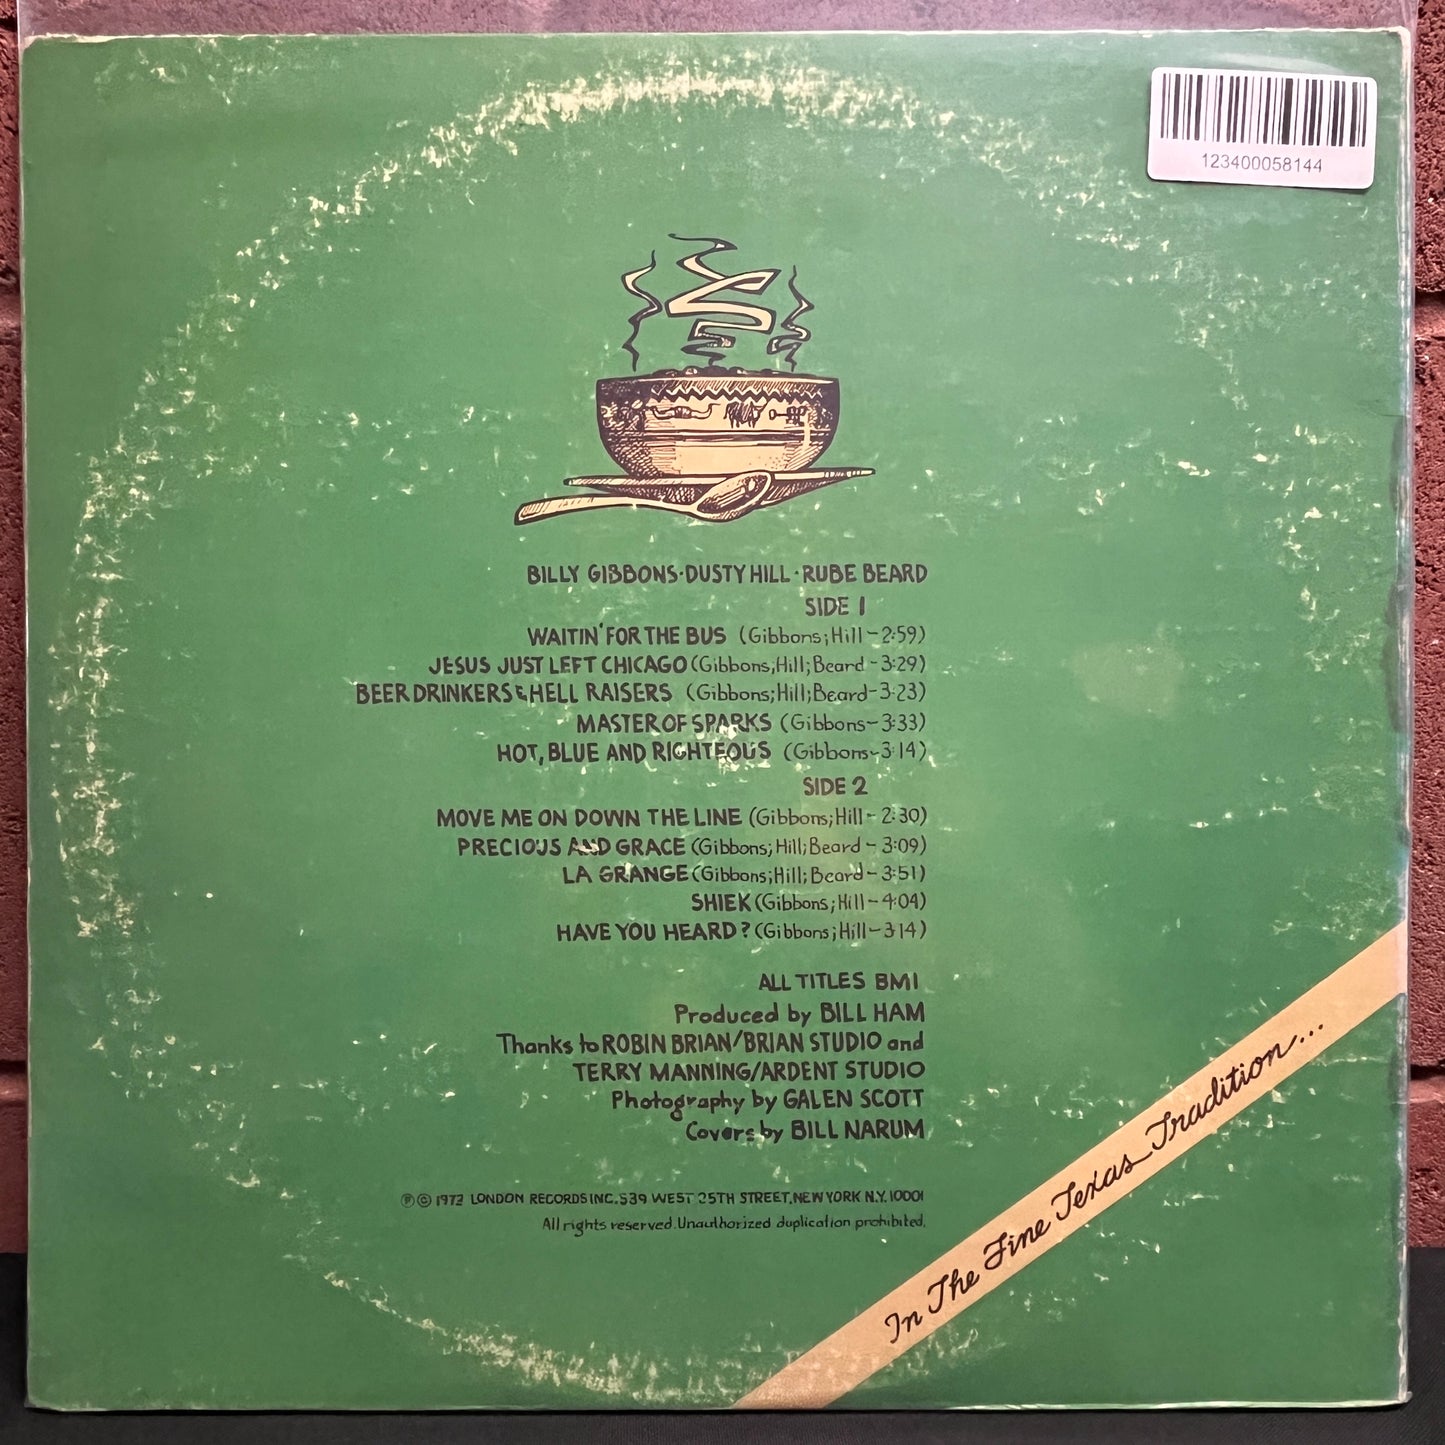 123400058144
BILLY GIBBONS·DUSTY HILL·RUBE BEARD
SIDE 1
WAITIN' FOR THE BUS (Gibbons;Hill-2:59)
JESUS JUST LEFT CHICAGO (Gibbons;Hill;Beard-3:29)
BEER DRINKERS & HELL RAISERS (Gibbons;Hill;Beard-3:23)
MASTER OF SPARKS (Gibbons-3:33)
HOT, BLUE AND RIGHTEOUS (Gibbons-3:14)
SIDE 2
MOVE ME ON DOWN THE LINE (Gibbons;Hill-2:30)
PRECIOUS AND GRACE (Gibbons;Hill;Beard-3:09)
LA GRANGE (Gibbons;Hill;Beard-3:51)
SHIEK (Gibbons;Hill-4:04)
HAVE YOU HEARD? (Gibbons;Hill-3:14)
ALL TITLES BMI
Produced by BILL HAM
Thanks to ROBIN BRIAN/BRIAN STUDIO and
TERRY MANNING/ARDENT STUDIO
Photography by GALEN SCOTT
Covers by BILL NARUM
℗ © 1973 LONDON RECORDS INC. 539 WEST 25TH STREET, NEW YORK N.Y. 10001
All rights reserved. Unauthorized duplication prohibited.
In The Fine Texas Tradition...